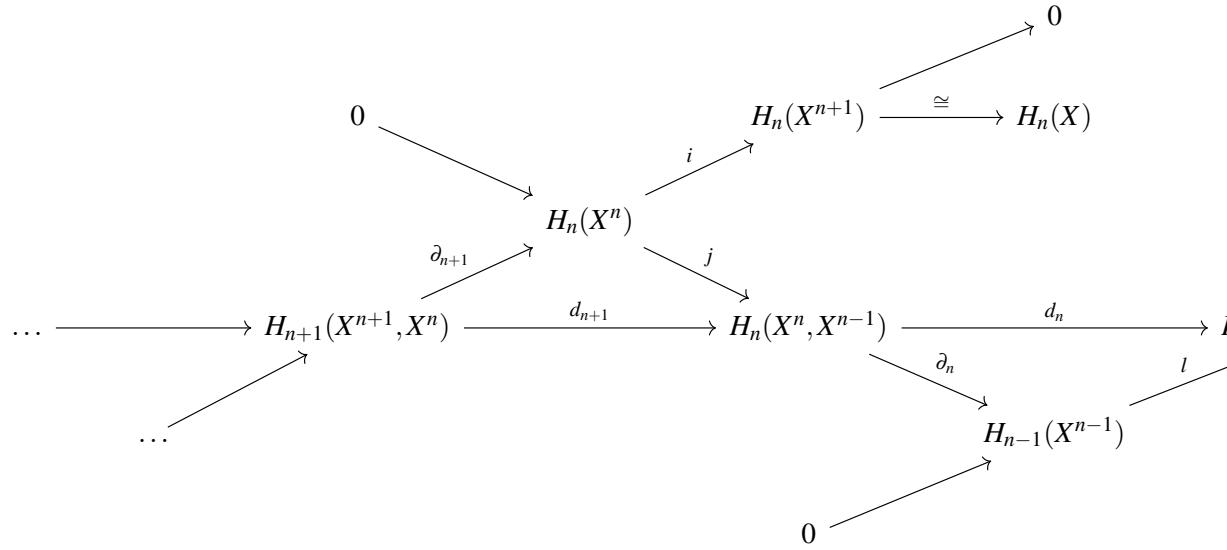 0
0
H_n(X^{n+1}) ≅ H_n(X)
i
H_n(X^n)
∂_{n+1} j
… H_{n+1}(X^{n+1}, X^n) d_{n+1} H_n(X^n, X^{n-1}) d_n
∂_n l
… H_{n-1}(X^{n-1})
0